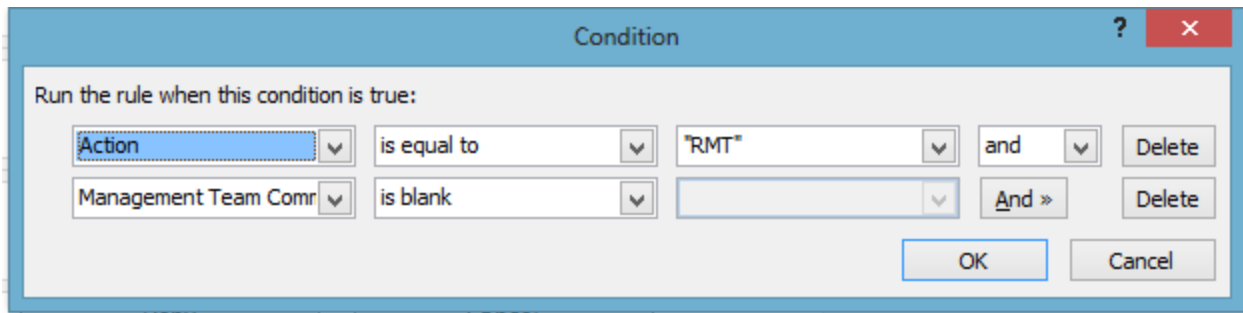 Condition
?
Run the rule when this condition is true:
Action is equal to "RMT" and Delete
Management Team Comr is blank And » Delete
OK Cancel